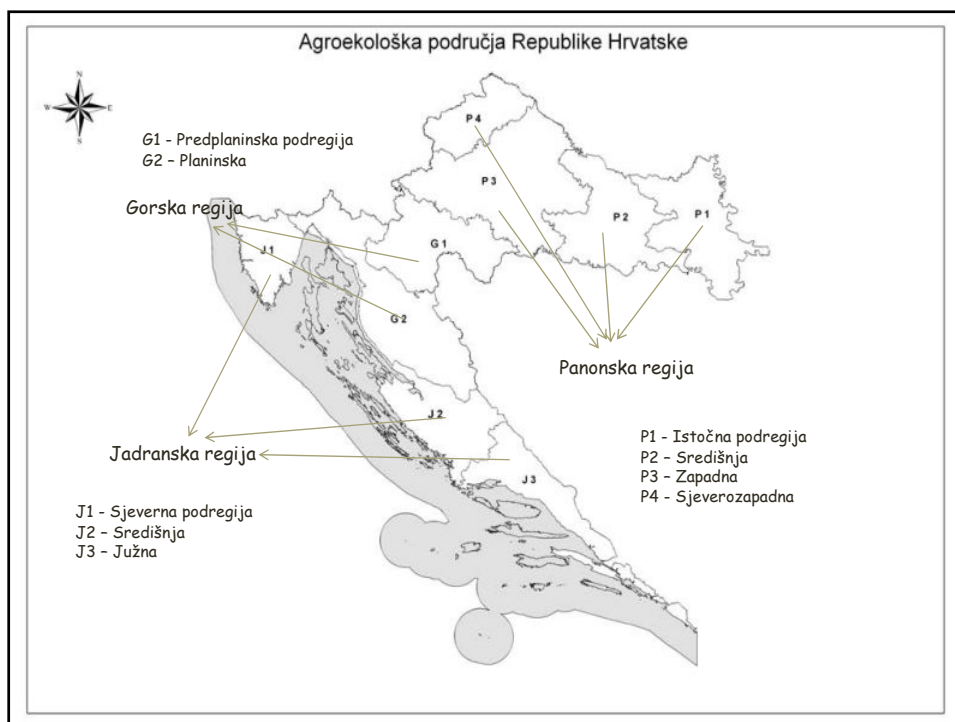 Agroekološka područja Republike Hrvatske
N
W
E
S
G1 - Predplaninska podregija
G2 – Planinska
Gorska regija
P4
P3
P2
P1
G1
J1
G2
Panonska regija
J2
Jadranska regija
J3
P1 - Istočna podregija
P2 – Središnja
P3 – Zapadna
P4 - Sjeverozapadna
J1 - Sjeverna podregija
J2 – Središnja
J3 – Južna